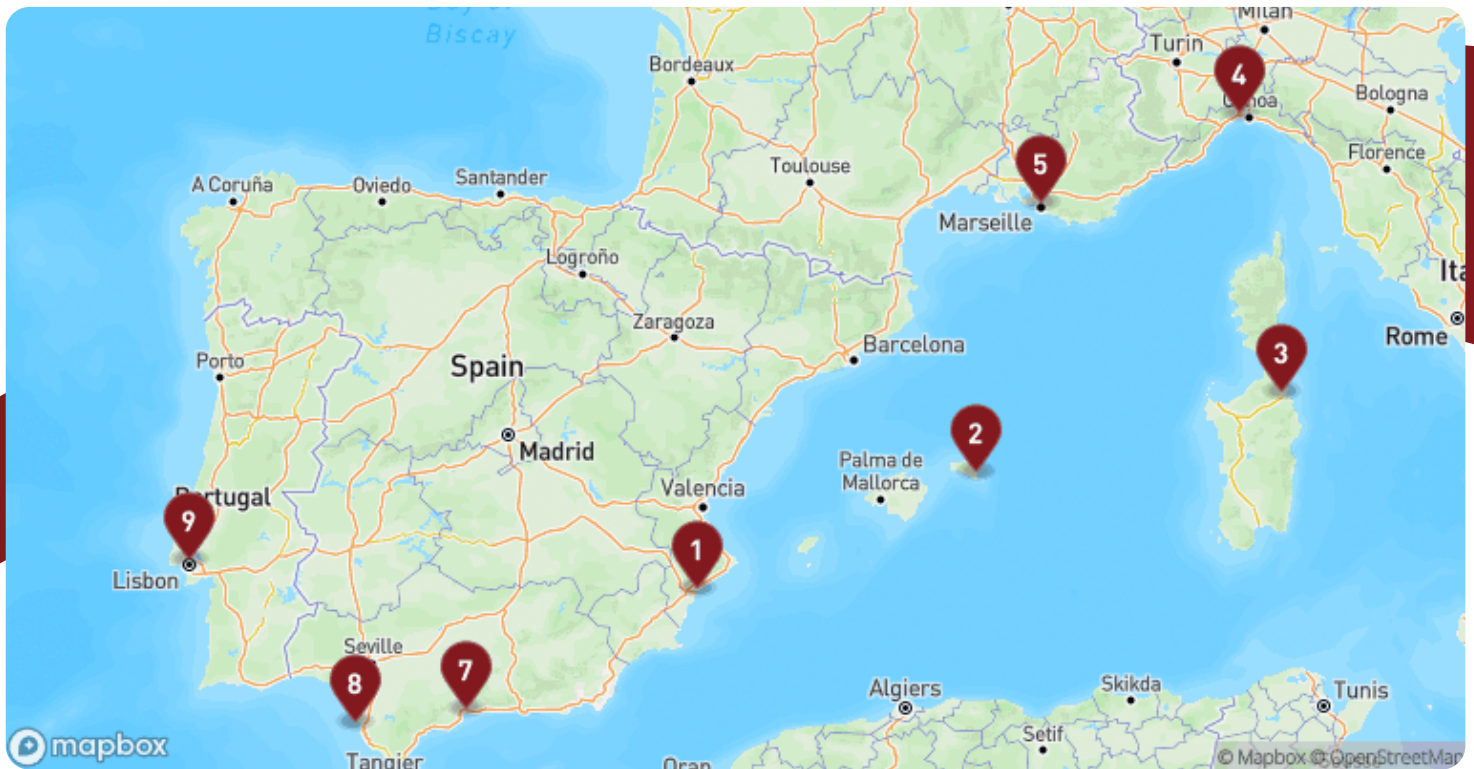 Bay of
Biscay
Milan
Turin
4
Genoa
Bordeaux
Bologna
Florence
5
Toulouse
Marseille
A Coruña
Oviedo
Santander
Logroño
Ita
Rome
Zaragoza
Barcelona
3
Porto
Spain
2
Madrid
Palma de
Mallorca
Valencia
Portugal
9
1
Lisbon
Seville
8
7
Algiers
Skikda
Tunis
Setif
Tangier
Oran
mapbox
© Mapbox © OpenStreetMap